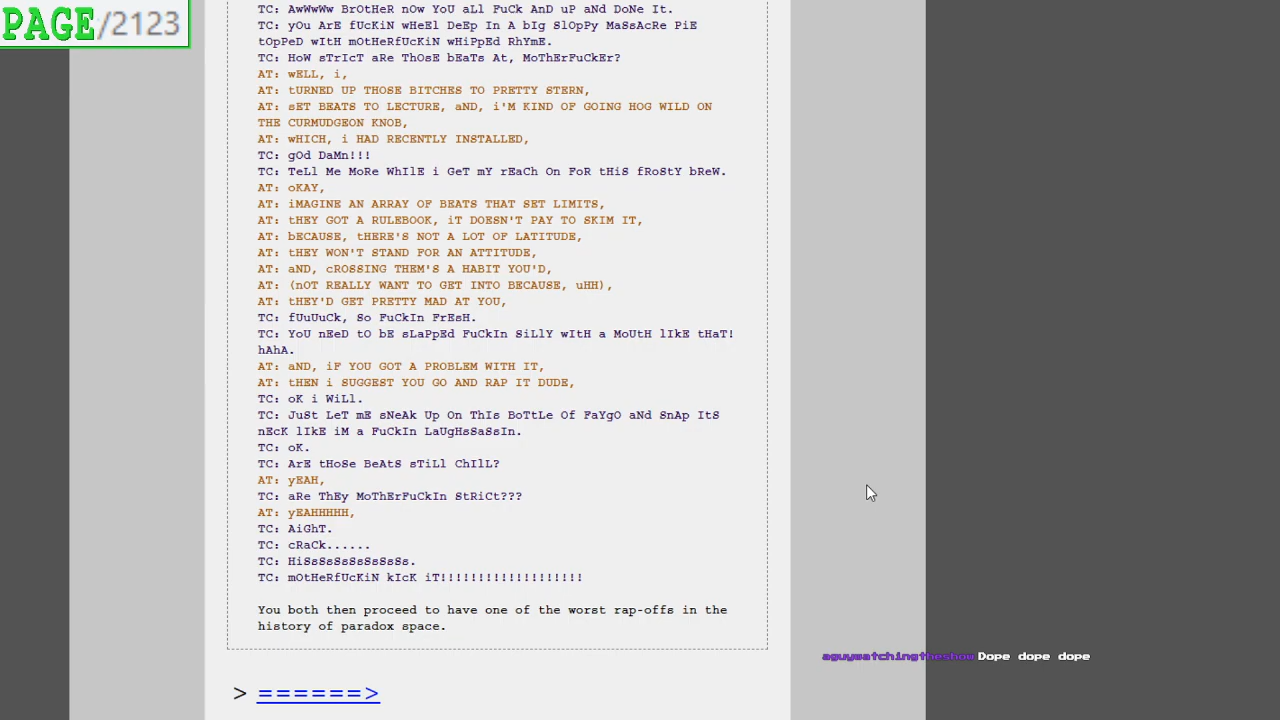 PAGE/2123
TC: AwWwWw BrOtHeR nOw YoU aLl FuCk AnD uP aNd DoNe It.
TC: yOu ArE fUcKiN wHeEl DeEp In A bIg SlOpPy MaSsAcRe PiE
tOpPeD wItH mOtHeRfUcKiN wHiPpEd RhYmE.
TC: HoW sTrIcT aRe ThOsE bEaTs At, MoThErFuCkEr?
AT: wELL, i,
AT: tURNED UP THOSE BITCHES TO PRETTY STERN,
AT: sET BEATS TO LECTURE, aND, i'M KIND OF GOING HOG WILD ON
THE CURMUDGEON KNOB,
AT: wHICH, i HAD RECENTLY INSTALLED,
TC: gOd DaMn!!!
TC: TeLl Me MoRe WhIlE i GeT mY rEaCh On FoR tHiS fRoStY bReW.
AT: oKAY,
AT: iMAGINE AN ARRAY OF BEATS THAT SET LIMITS,
AT: tHEY GOT A RULEBOOK, iT DOESN'T PAY TO SKIM IT,
AT: bECAUSE, tHERE'S NOT A LOT OF LATITUDE,
AT: tHEY WON'T STAND FOR AN ATTITUDE,
AT: aND, cROSSING THEM'S A HABIT YOU'D,
AT: (nOT REALLY WANT TO GET INTO BECAUSE, uHH),
AT: tHEY'D GET PRETTY MAD AT YOU,
TC: fUuUuCk, So FuCkIn FrEsH.
TC: YoU nEeD tO bE sLaPpEd FuCkIn SiLlY wItH a MoUtH lIkE tHaT!
hAhA.
AT: aND, iF YOU GOT A PROBLEM WITH IT,
AT: tHEN i SUGGEST YOU GO AND RAP IT DUDE,
TC: oK i WiLl.
TC: JuSt LeT mE sNeAk Up On ThIs BoTtLe Of FaYgO aNd SnAp ItS
nEcK lIkE iM a FuCkIn LaUgHsSaSsIn.
TC: oK.
TC: ArE tHoSe BeAtS sTiLl ChIlL?
AT: yEAH,
TC: aRe ThEy MoThErFuCkIn StRiCt???
AT: yEAHHHHH,
TC: AiGhT.
TC: cRaCk......
TC: HiSsSsSsSsSsSsSs.
TC: mOtHeRfUcKiN kIcK iT!!!!!!!!!!!!!!!!!!!
You both then proceed to have one of the worst rap-offs in the
history of paradox space.
aguywatchingtheshow Dope dope dope
> ======>